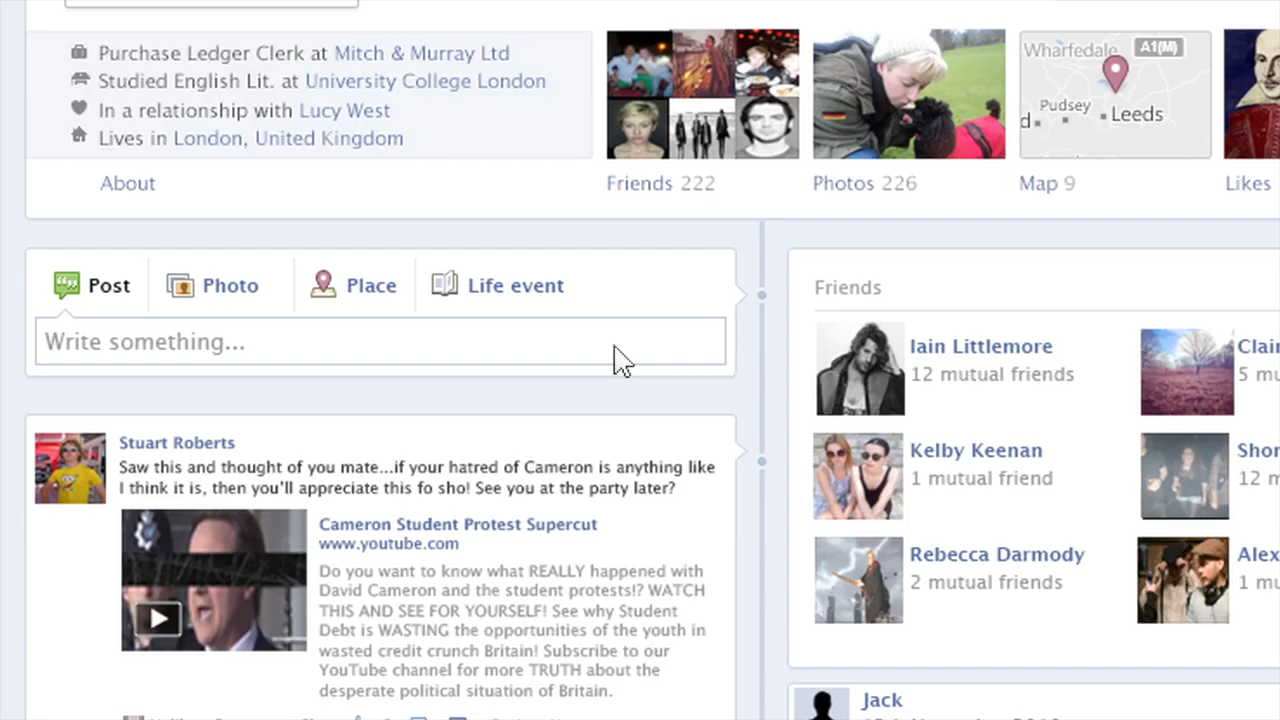 Purchase Ledger Clerk at Mitch & Murray Ltd
Studied English Lit. at University College London
In a relationship with Lucy West
Lives in London, United Kingdom
About
Friends 222
Photos 226
Wharfedale
A1(M)
Pudsey
Leeds
Map 9
Likes
Post
Photo
Place
Life event
Write something...
Stuart Roberts
Saw this and thought of you mate...if your hatred of Cameron is anything like
I think it is, then you'll appreciate this fo sho! See you at the party later?
Cameron Student Protest Supercut
www.youtube.com
Do you want to know what REALLY happened with
David Cameron and the student protests!? WATCH
THIS AND SEE FOR YOURSELF! See why Student
Debt is WASTING the opportunities of the youth in
wasted credit crunch Britain! Subscribe to our
YouTube channel for more TRUTH about the
desperate political situation of Britain.
Friends
Iain Littlemore
12 mutual friends
Kelby Keenan
1 mutual friend
Rebecca Darmody
2 mutual friends
Clair
5 mu
Shor
12 m
Alex
1 mu
Jack